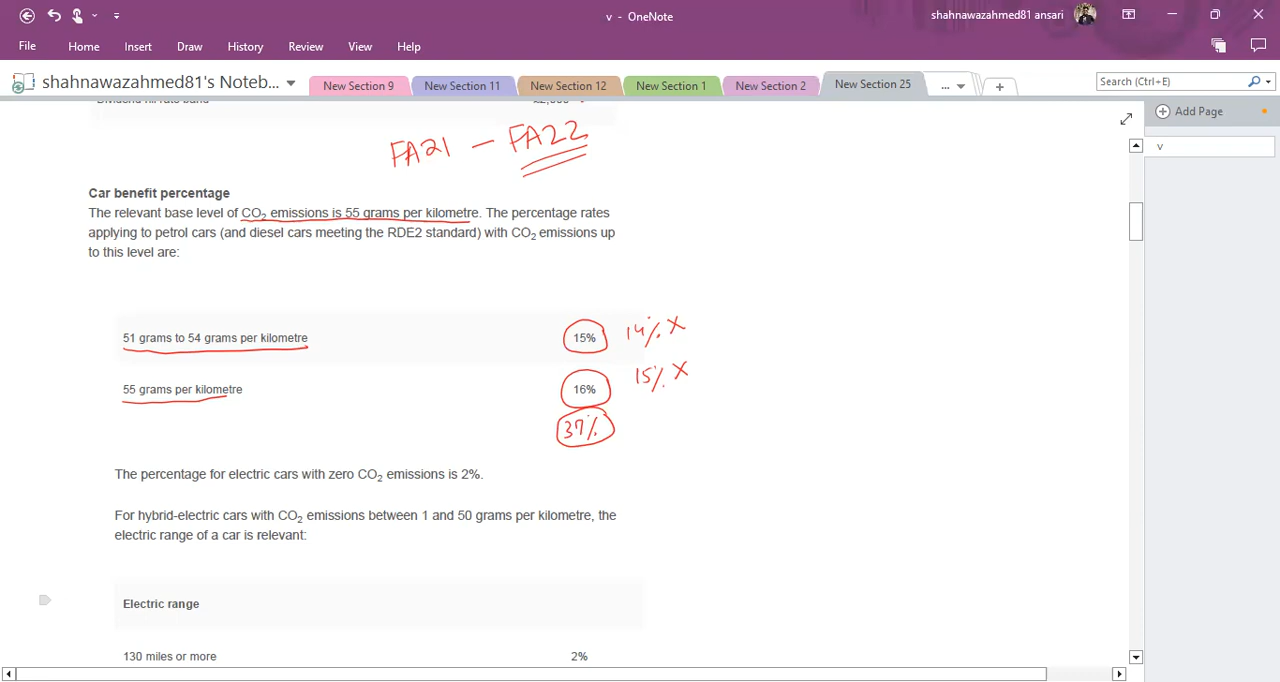 v - OneNote
shahnawazahmed81 ansari
File Home Insert Draw History Review View Help
shahnawazahmed81's Noteb... New Section 9 New Section 11 New Section 12 New Section 1 New Section 2 New Section 25 ... + Search (Ctrl+E)
Add Page
v
FA21 - FA22
Car benefit percentage
The relevant base level of CO2 emissions is 55 grams per kilometre. The percentage rates
applying to petrol cars (and diesel cars meeting the RDE2 standard) with CO2 emissions up
to this level are:
51 grams to 54 grams per kilometre 15% 14% X
55 grams per kilometre 16% 15% X
37%
The percentage for electric cars with zero CO2 emissions is 2%.
For hybrid-electric cars with CO2 emissions between 1 and 50 grams per kilometre, the
electric range of a car is relevant:
Electric range
130 miles or more 2%